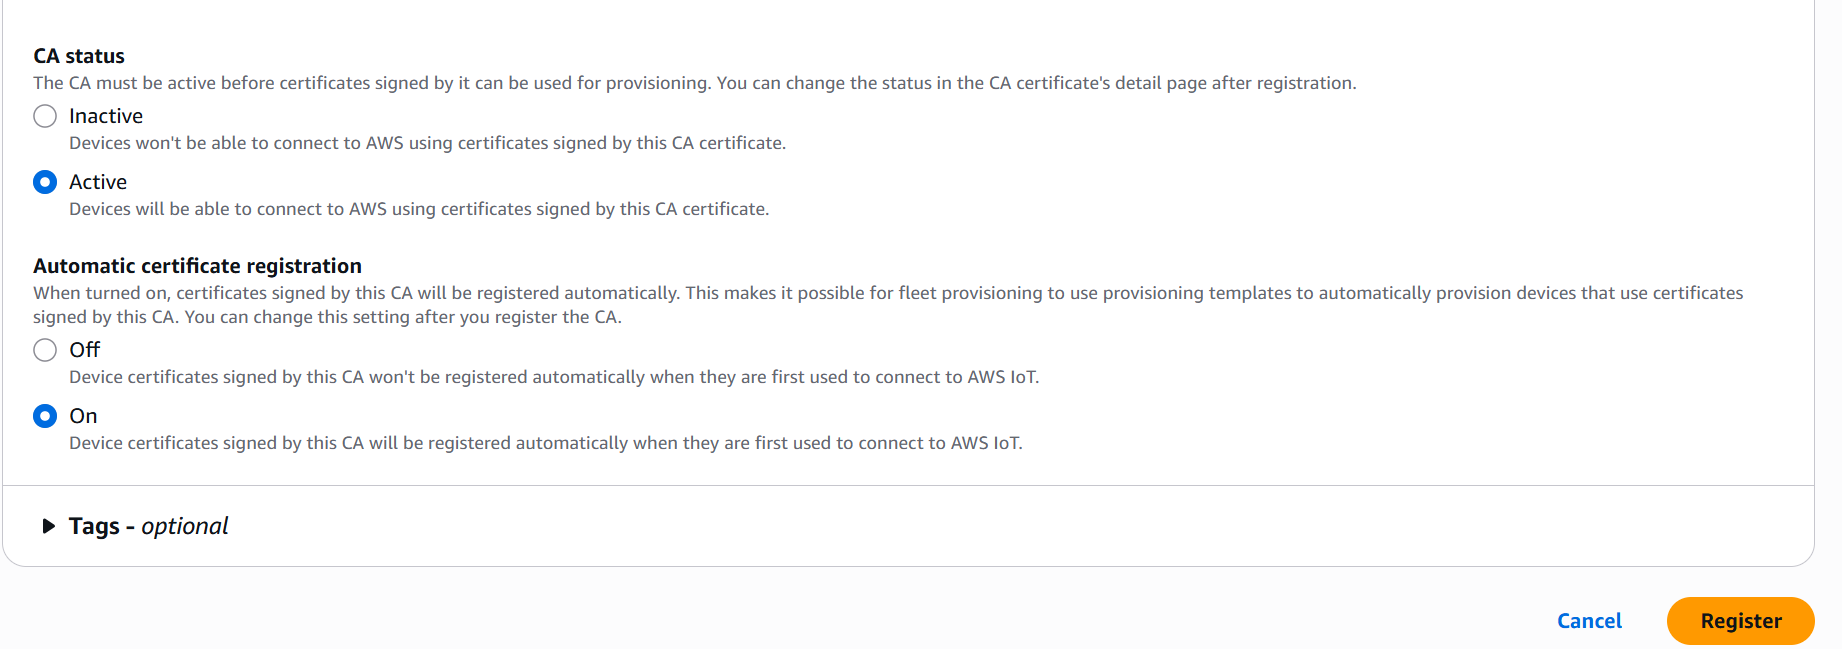 CA status
The CA must be active before certificates signed by it can be used for provisioning. You can change the status in the CA certificate's detail page after registration.
Inactive
Devices won't be able to connect to AWS using certificates signed by this CA certificate.
Active
Devices will be able to connect to AWS using certificates signed by this CA certificate.
Automatic certificate registration
When turned on, certificates signed by this CA will be registered automatically. This makes it possible for fleet provisioning to use provisioning templates to automatically provision devices that use certificates
signed by this CA. You can change this setting after you register the CA.
Off
Device certificates signed by this CA won't be registered automatically when they are first used to connect to AWS IoT.
On
Device certificates signed by this CA will be registered automatically when they are first used to connect to AWS IoT.
Tags - optional
Cancel Register